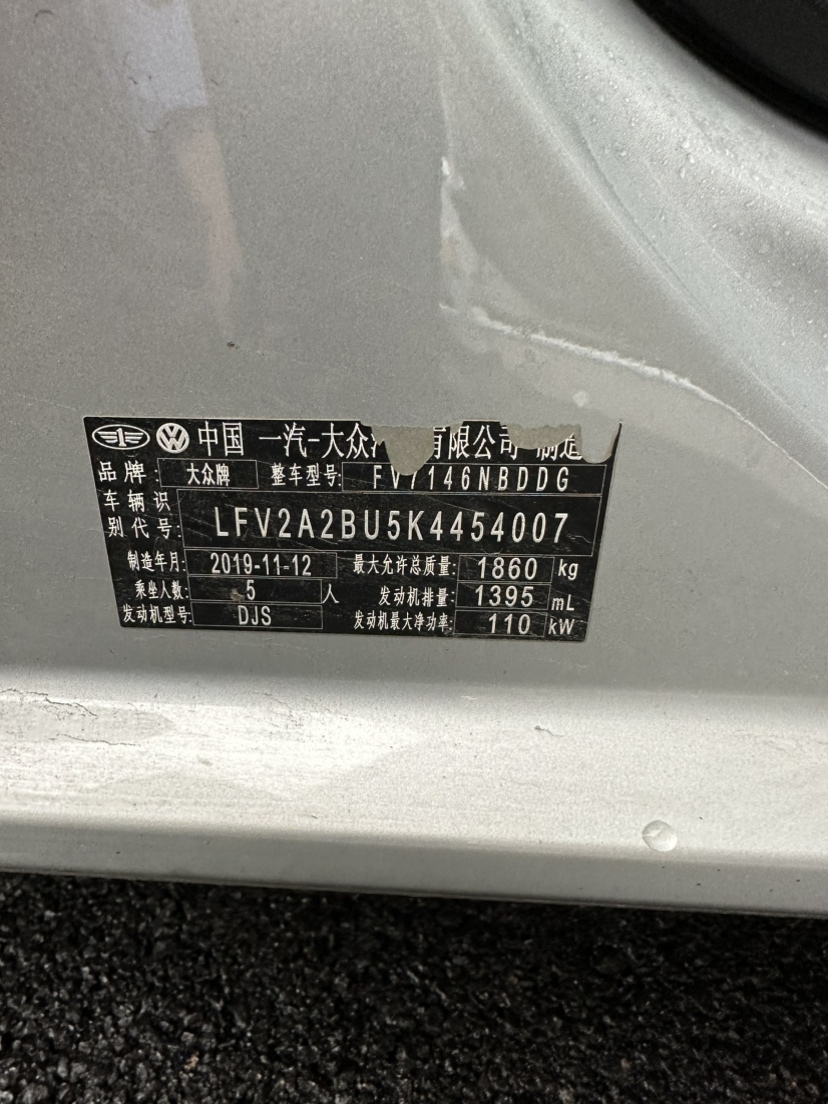 中国 一汽-大众汽 有限公司 制造
品牌: 大众牌 整车型号: FV7146NBDDG
车辆识
别代号: LFV2A2BU5K4454007
制造年月: 2019-11-12 最大允许总质量: 1860 kg
乘坐人数: 5 人 发动机排量: 1395 mL
发动机型号: DJS 发动机最大净功率: 110 kW